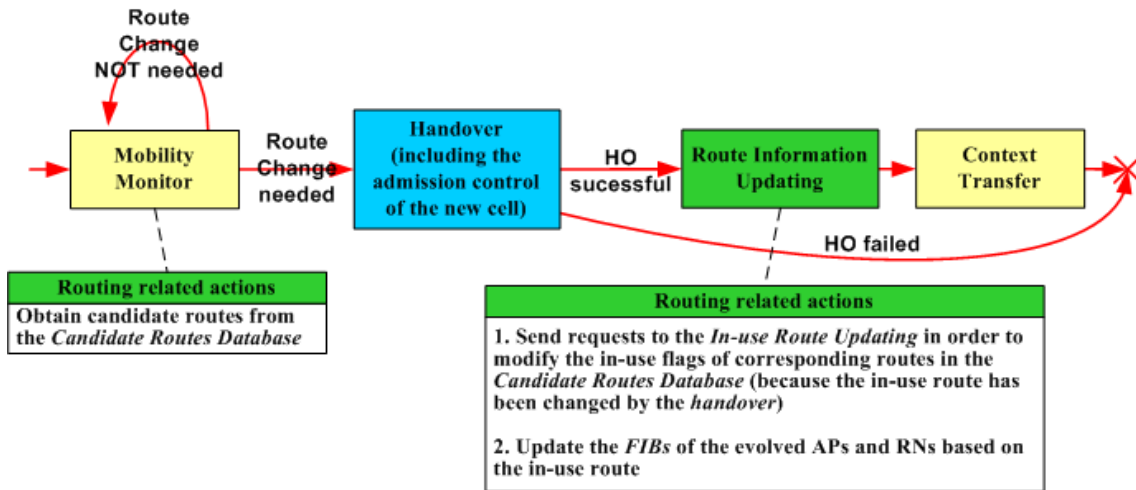 Route
Change
NOT needed
Mobility
Monitor
Route
Change
needed
Handover
(including the
admission control
of the new cell)
HO
sucessful
Route Information
Updating
Context
Transfer
HO failed
Routing related actions
Obtain candidate routes from
the Candidate Routes Database
Routing related actions
1. Send requests to the In-use Route Updating in order to
modify the in-use flags of corresponding routes in the
Candidate Routes Database (because the in-use route has
been changed by the handover)
2. Update the FIBs of the evolved APs and RNs based on
the in-use route